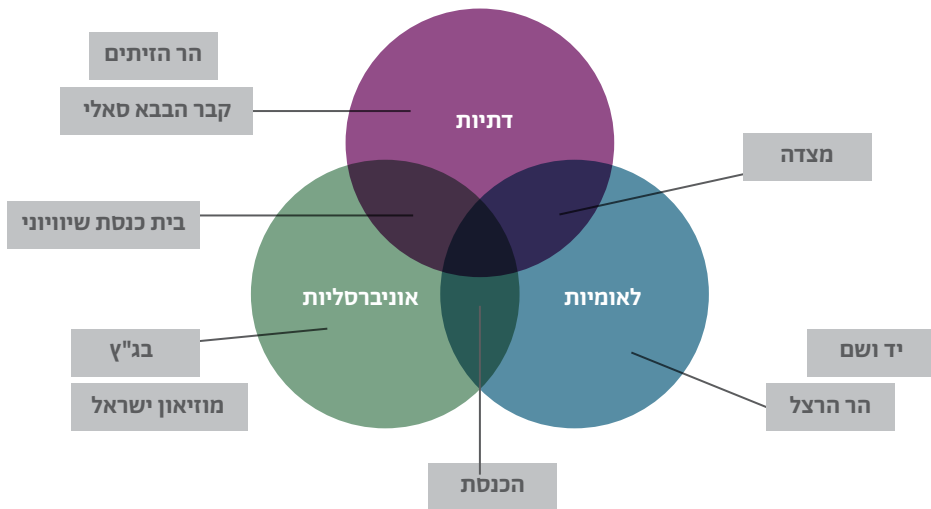 הר הזיתים
קבר הבבא סאלי
דתיות
מצדה
בית כנסת שיוויוני
לאומיות
אוניברסליות
יד ושם
בג"ץ
הר הרצל
מוזיאון ישראל
הכנסת